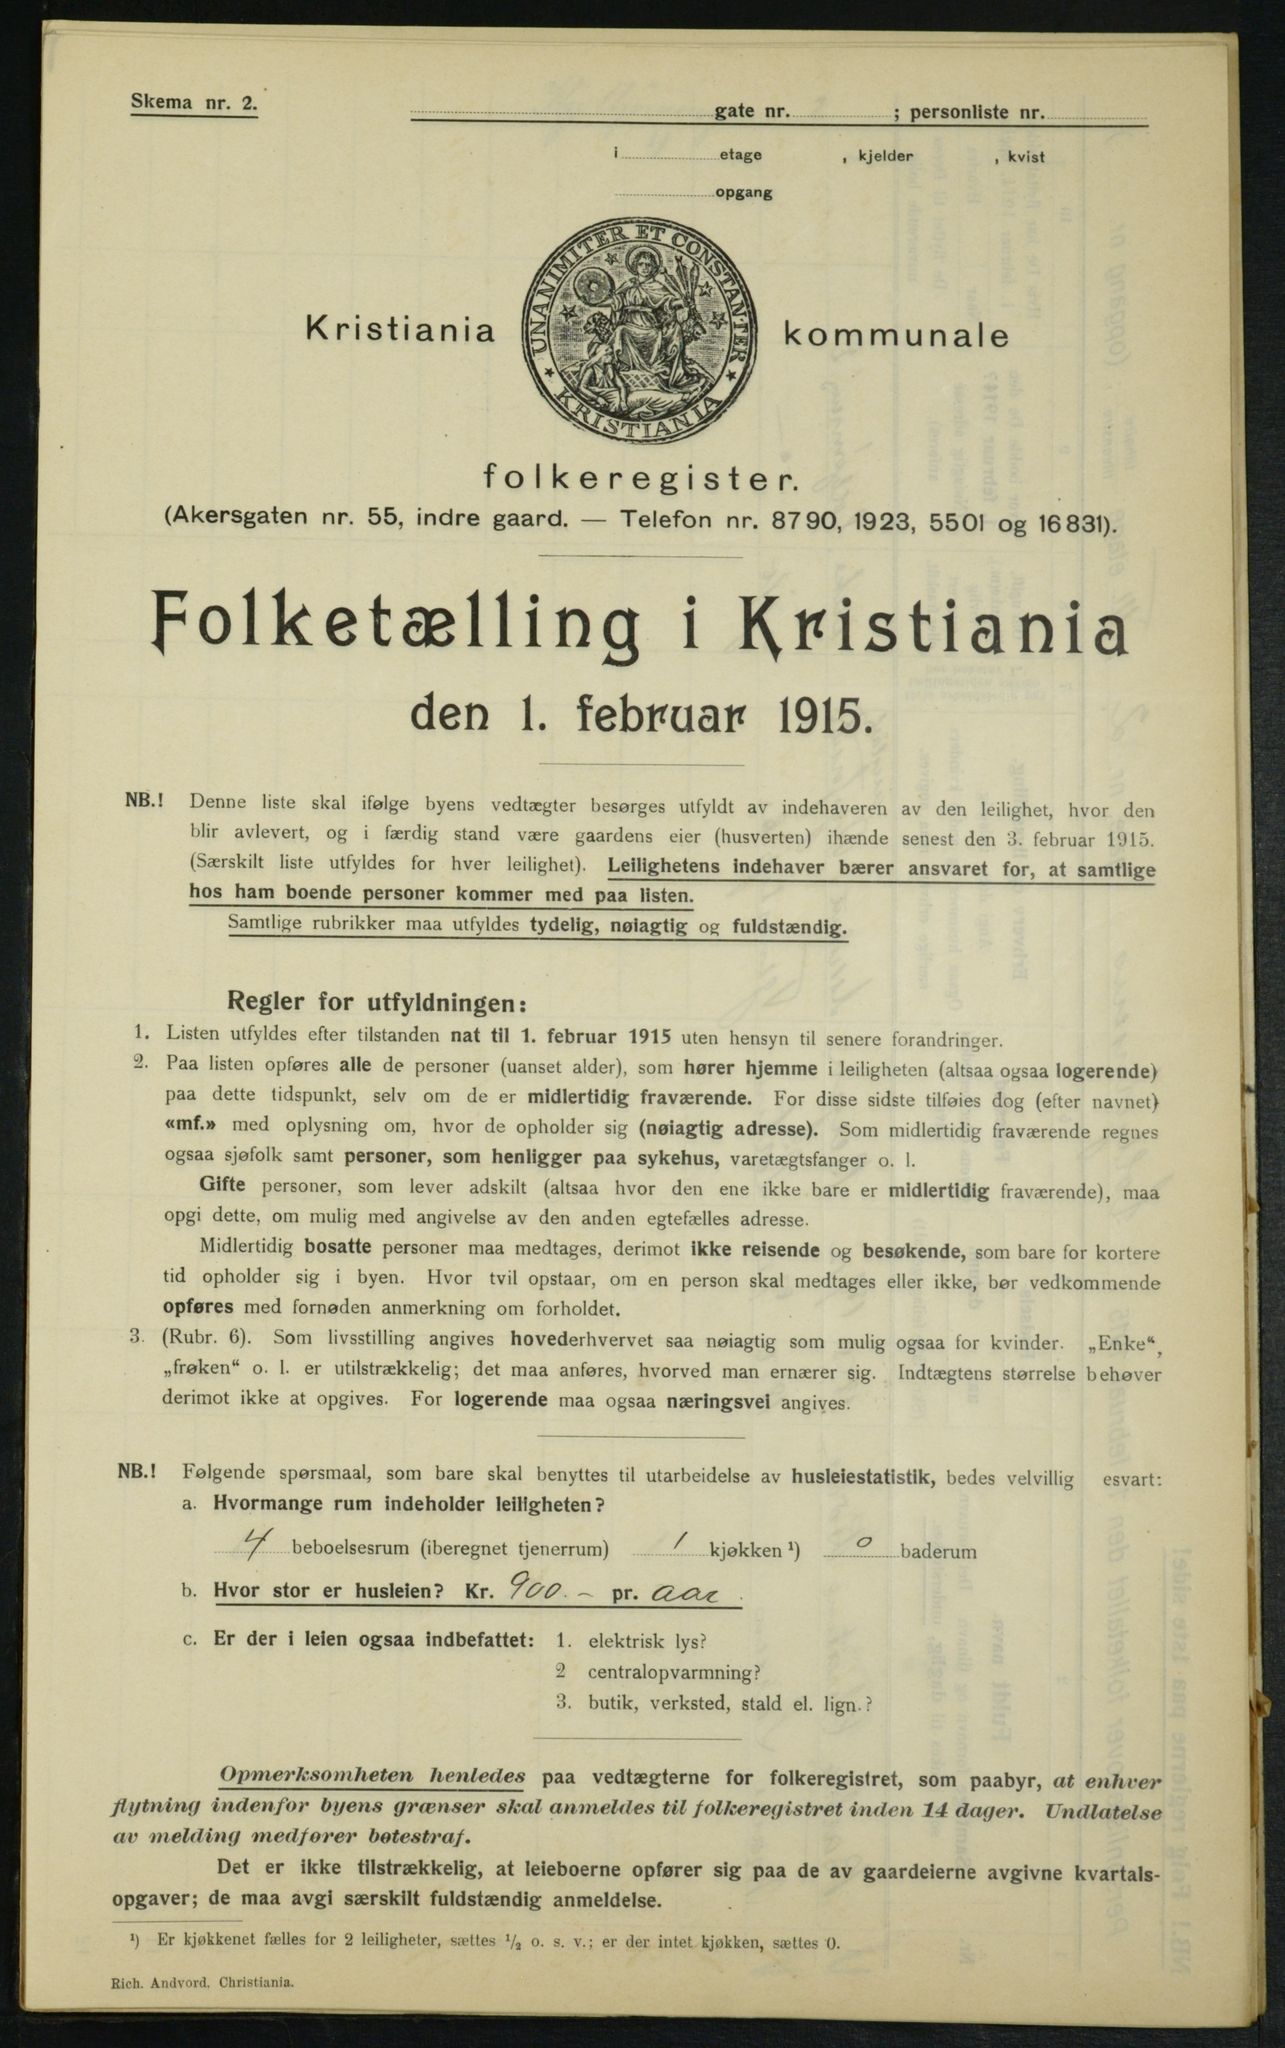 Skema nr. 2.
gate nr. ; personliste nr.
i etage , kjelder , kvist
opgang
UNANIMITER ET CONSTANTER
KRISTIANIA
Kristiania kommunale
folkeregister.
(Akersgaten nr. 55, indre gaard. — Telefon nr. 8790, 1923, 5501 og 16831).
Folketælling i Kristiania
den 1. februar 1915.
NB.! Denne liste skal ifølge byens vedtægter besørges utfyldt av indehaveren av den leilighet, hvor den
blir avlevert, og i færdig stand være gaardens eier (husverten) ihænde senest den 3. februar 1915.
(Særskilt liste utfyldes for hver leilighet). Leilighetens indehaver bærer ansvaret for, at samtlige
hos ham boende personer kommer med paa listen.
Samtlige rubrikker maa utfyldes tydelig, nøiagtig og fuldstændig.
Regler for utfyldningen:
1. Listen utfyldes efter tilstanden nat til 1. februar 1915 uten hensyn til senere forandringer.
2. Paa listen opføres alle de personer (uanset alder), som hører hjemme i leiligheten (altsaa ogsaa logerende)
paa dette tidspunkt, selv om de er midlertidig fraværende. For disse sidste tilføies dog (efter navnet)
«mf.» med oplysning om, hvor de opholder sig (nøiagtig adresse). Som midlertidig fraværende regnes
ogsaa sjøfolk samt personer, som henligger paa sykehus, varetægtsfanger o. l.
Gifte personer, som lever adskilt (altsaa hvor den ene ikke bare er midlertidig fraværende), maa
opgi dette, om mulig med angivelse av den anden egtefælles adresse.
Midlertidig bosatte personer maa medtages, derimot ikke reisende og besøkende, som bare for kortere
tid opholder sig i byen. Hvor tvil opstaar, om en person skal medtages eller ikke, bør vedkommende
opføres med fornøden anmerkning om forholdet.
3. (Rubr. 6). Som livsstilling angives hovederhvervet saa nøiagtig som mulig ogsaa for kvinder. „Enke“,
„frøken“ o. l. er utilstrækkelig; det maa anføres, hvorved man ernærer sig. Indtægtens størrelse behøver
derimot ikke at opgives. For logerende maa ogsaa næringsvei angives.
NB.! Følgende spørsmaal, som bare skal benyttes til utarbeidelse av husleiestatistik, bedes velvillig esvart:
a. Hvormange rum indeholder leiligheten?
4 beboelsesrum (iberegnet tjenerrum) 1 kjøkken ¹) 0 baderum
b. Hvor stor er husleien? Kr. 900.- pr. aar.
c. Er der i leien ogsaa indbefattet: 1. elektrisk lys?
2 centralopvarmning?
3. butik, verksted, stald el. lign.?
Opmerksomheten henledes paa vedtægterne for folkeregistret, som paabyr, at enhver
flytning indenfor byens grænser skal anmeldes til folkeregistret inden 14 dager. Undlatelse
av melding medfører bøtestraf.
Det er ikke tilstrækkelig, at leieboerne opfører sig paa de av gaardeierne avgivne kvartals-
opgaver; de maa avgi særskilt fuldstændig anmeldelse.
¹) Er kjøkkenet fælles for 2 leiligheter, sættes ½ o. s. v.; er der intet kjøkken, sættes 0.
Rich. Andvord, Christiania.